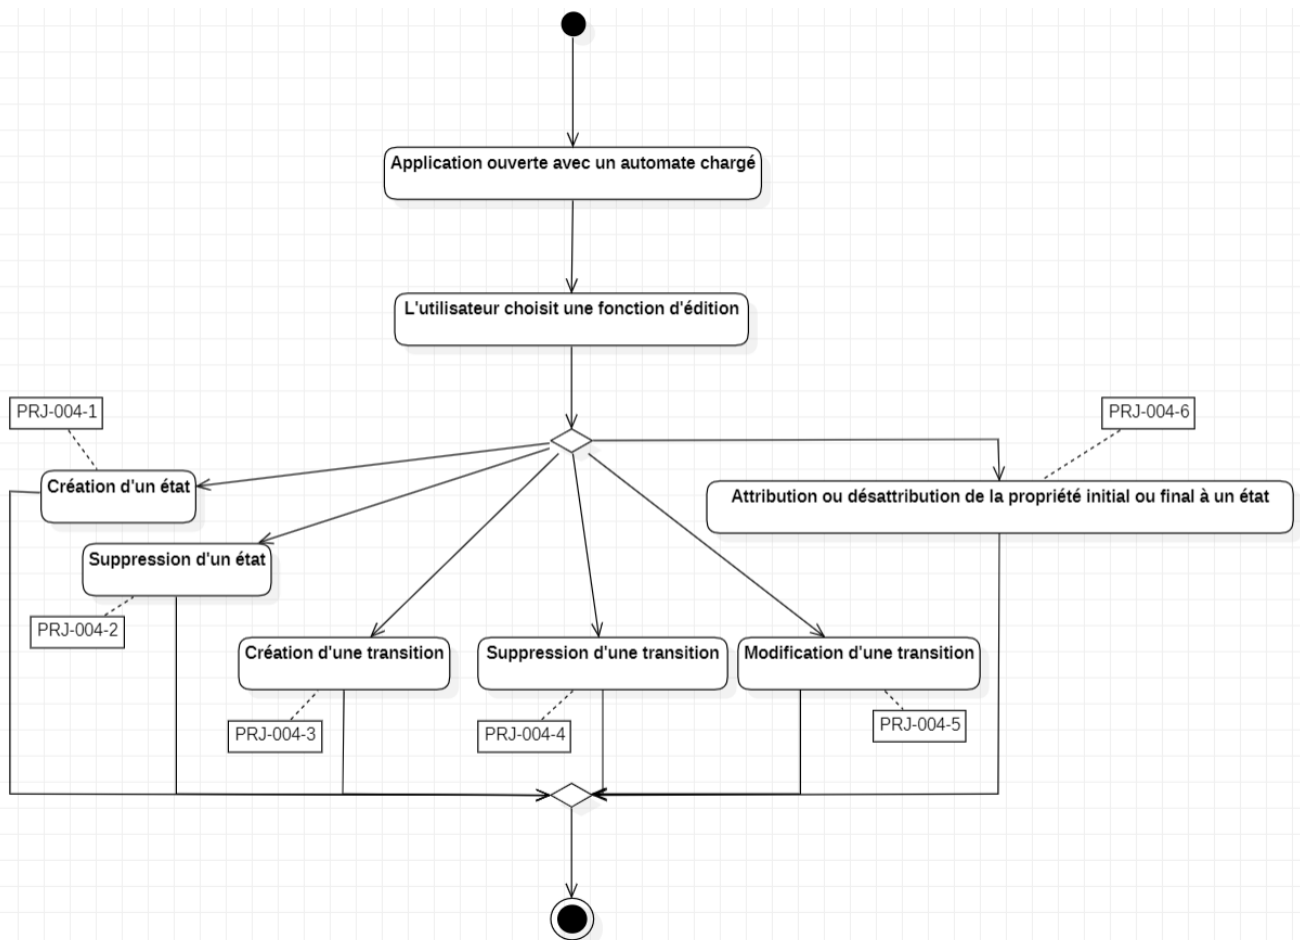 Application ouverte avec un automate chargé
L'utilisateur choisit une fonction d'édition
PRJ-004-1
PRJ-004-6
Création d'un état
Attribution ou désattribution de la propriété initial ou final à un état
Suppression d'un état
PRJ-004-2
Création d'une transition
Suppression d'une transition
Modification d'une transition
PRJ-004-3
PRJ-004-4
PRJ-004-5